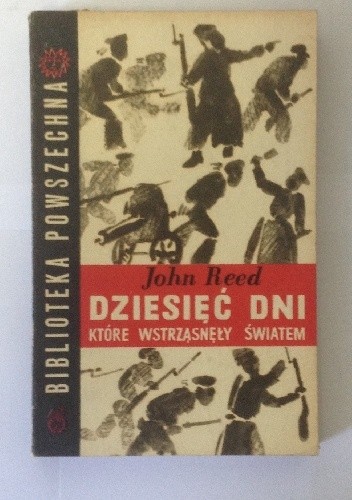 BIBLIOTEKA POWSZECHNA
John Reed
DZIESIĘĆ DNI
KTÓRE WSTRZĄSNĘŁY ŚWIATEM